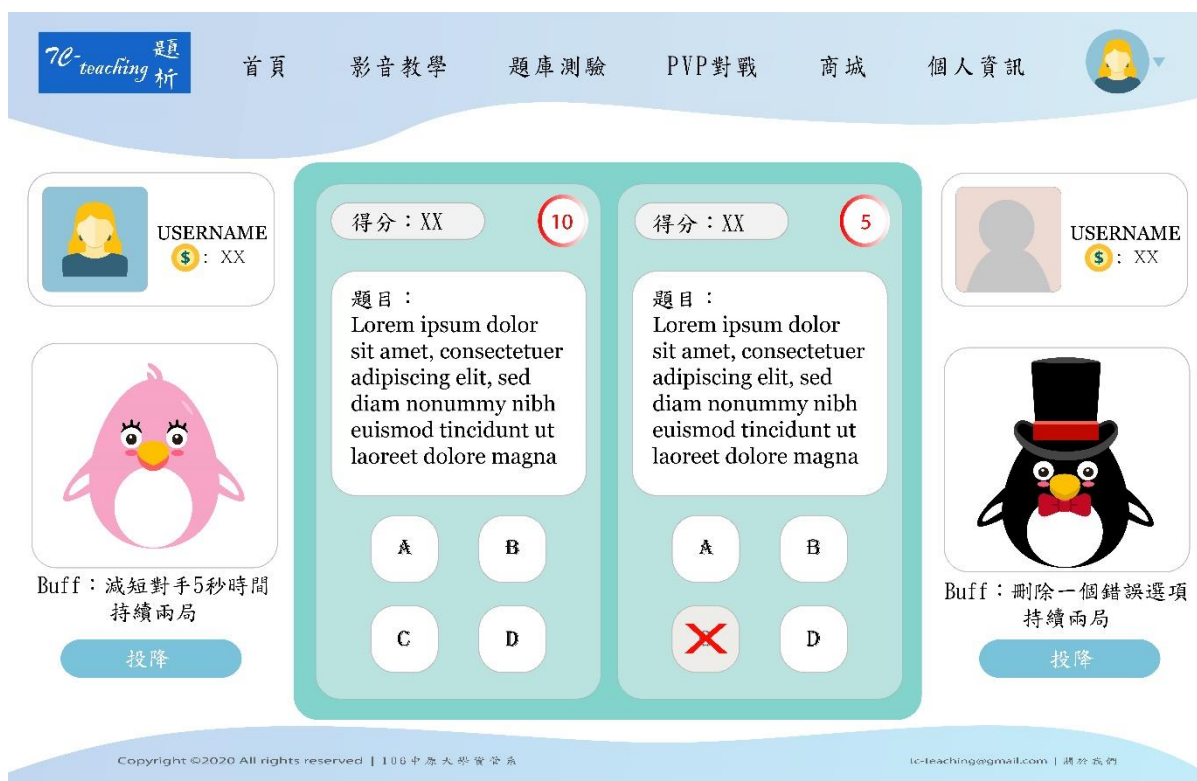 TC-teaching 題析
首頁 影音教學 題庫測驗 PVP對戰 商城 個人資訊
USERNAME
$ : XX
Buff：減短對手5秒時間
持續兩局
投降
得分：XX 10
題目：
Lorem ipsum dolor
sit amet, consectetuer
adipiscing elit, sed
diam nonummy nibh
euismod tincidunt ut
laoreet dolore magna
A B
C D
得分：XX 5
題目：
Lorem ipsum dolor
sit amet, consectetuer
adipiscing elit, sed
diam nonummy nibh
euismod tincidunt ut
laoreet dolore magna
A B
D
USERNAME
$ : XX
Buff：刪除一個錯誤選項
持續兩局
投降
Copyright ©2020 All rights reserved | 106中原大學資管系
tc-teaching@gmail.com | 關於我們